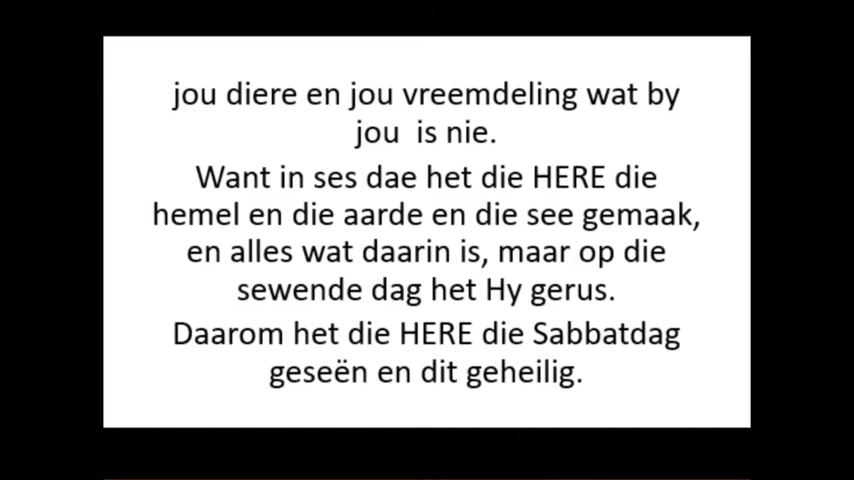 jou diere en jou vreemdeling wat by
jou  is nie.
Want in ses dae het die HERE die
hemel en die aarde en die see gemaak,
en alles wat daarin is, maar op die
sewende dag het Hy gerus.
Daarom het die HERE die Sabbatdag
geseën en dit geheilig.